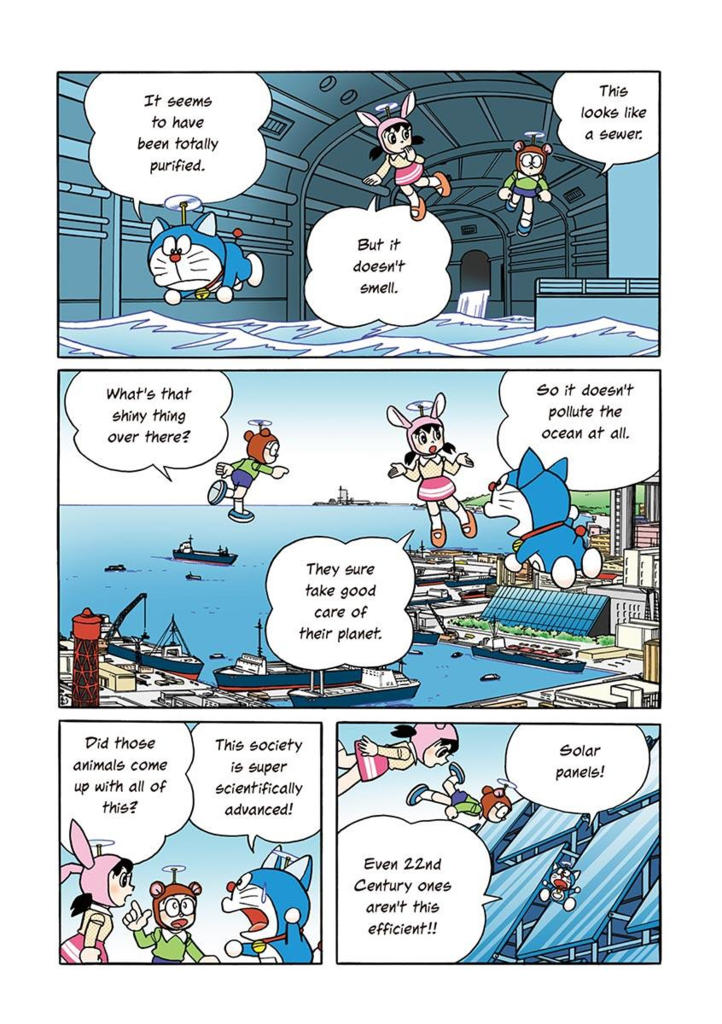 It seems
to have
been totally
purified.
This
looks like
a sewer.
But it
doesn't
smell.
What's that
shiny thing
over there?
So it doesn't
pollute the
ocean at all.
They sure
take good
care of
their planet.
Did those
animals come
up with all of
this?
This society
is super
scientifically
advanced!
Solar
panels!
Even 22nd
Century ones
aren't this
efficient!!